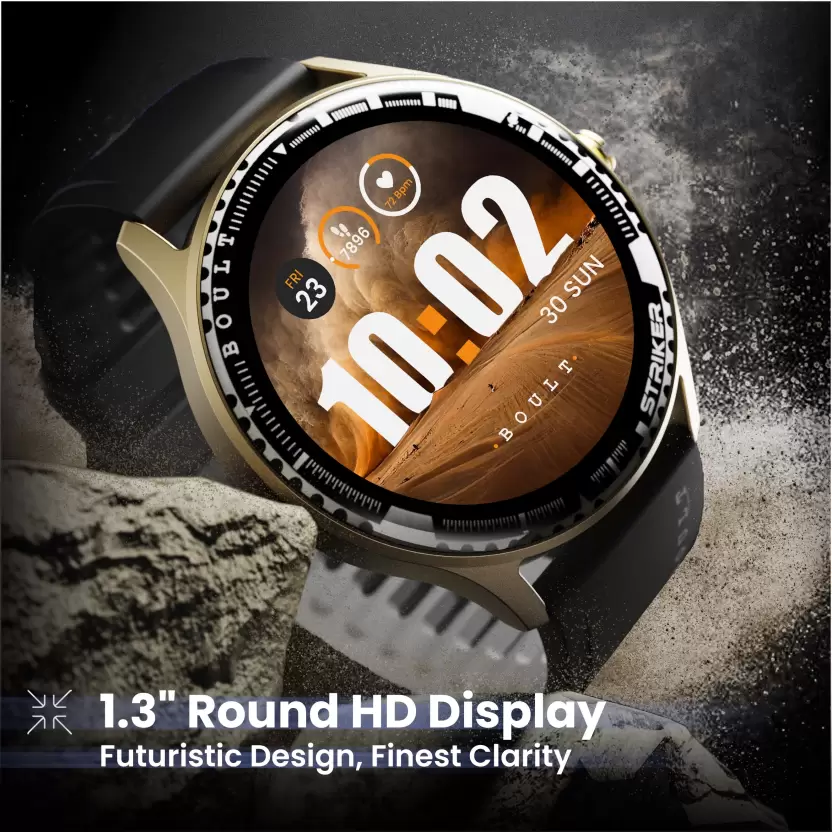 BOULT
STRIKER
72 Bpm
7896
FRI
23
10:02
30 SUN
BOULT
1.3" Round HD Display
Futuristic Design, Finest Clarity